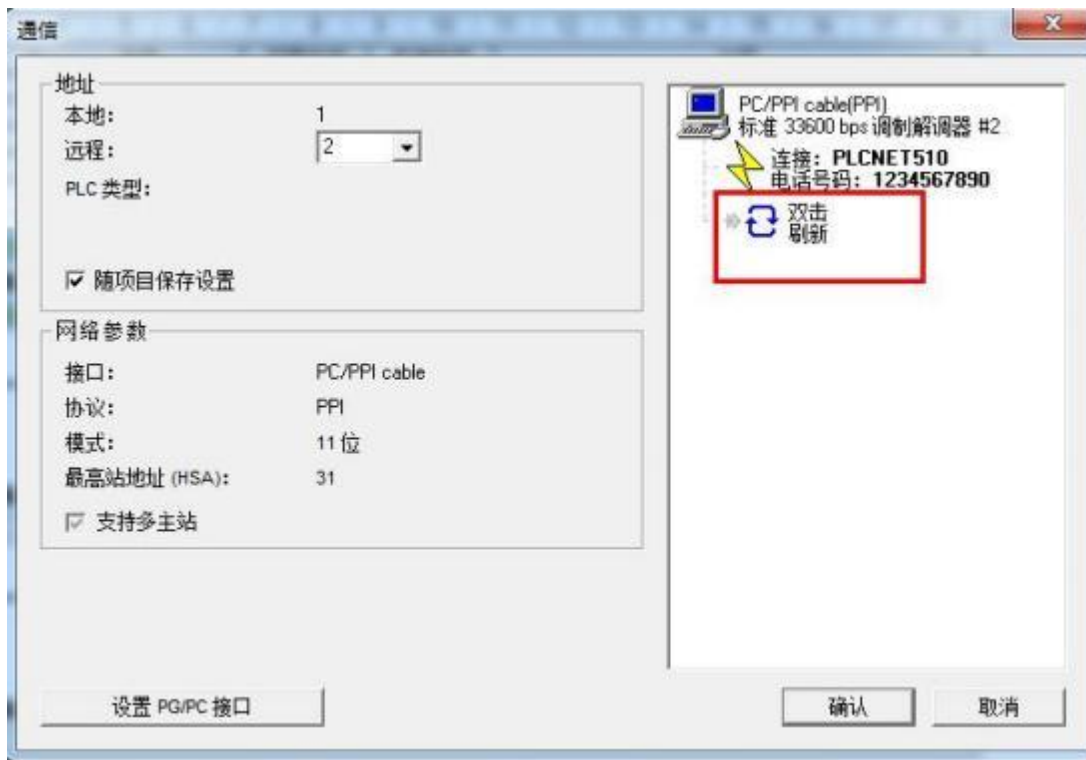 通信
地址
本地： 1
远程： 2
PLC 类型：
随项目保存设置
网络参数
接口： PC/PPI cable
协议： PPI
模式： 11 位
最高站地址 (HSA)： 31
支持多主站
设置 PG/PC 接口
PC/PPI cable(PPI)
标准 33600 bps 调制解调器 #2
连接：PLCNET510
电话号码：1234567890
双击
刷新
确认
取消